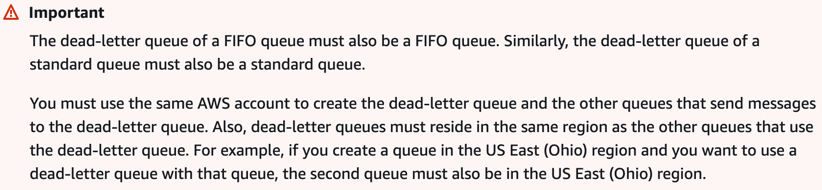 Important
The dead-letter queue of a FIFO queue must also be a FIFO queue. Similarly, the dead-letter queue of a
standard queue must also be a standard queue.
You must use the same AWS account to create the dead-letter queue and the other queues that send messages
to the dead-letter queue. Also, dead-letter queues must reside in the same region as the other queues that use
the dead-letter queue. For example, if you create a queue in the US East (Ohio) region and you want to use a
dead-letter queue with that queue, the second queue must also be in the US East (Ohio) region.